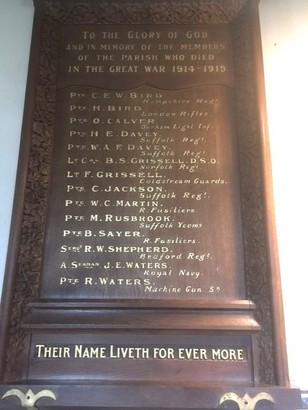 TO THE GLORY OF GOD
AND IN MEMORY OF THE MEMBERS
OF THE PARISH WHO DIED
IN THE GREAT WAR 1914-1919.
PTE C.E.W. BIRD.
Hampshire Regt.
PTE H. BIRD.
London Rifles.
PTE O. CALVER.
Durham Light Inf.
PTE H.E. DAVEY.
Suffolk Regt.
PTE W.A.F. DAVEY.
Suffolk Regt.
LT COL B.S. GRISSELL. D.S.O.
Norfolk Regt.
LT F. GRISSELL.
Coldstream Guards.
PTE C. JACKSON.
Suffolk Regt.
PTE W.C. MARTIN.
R. Fusiliers.
PTE M. RUSBROOK.
Suffolk Yeom
PTE B. SAYER.
R. Fusiliers.
SERGT R.W. SHEPHERD.
Bedford Regt.
A. SEAMAN J.E. WATERS.
Royal Navy.
PTE R. WATERS.
Machine Gun
THEIR NAME LIVETH FOR EVER MORE